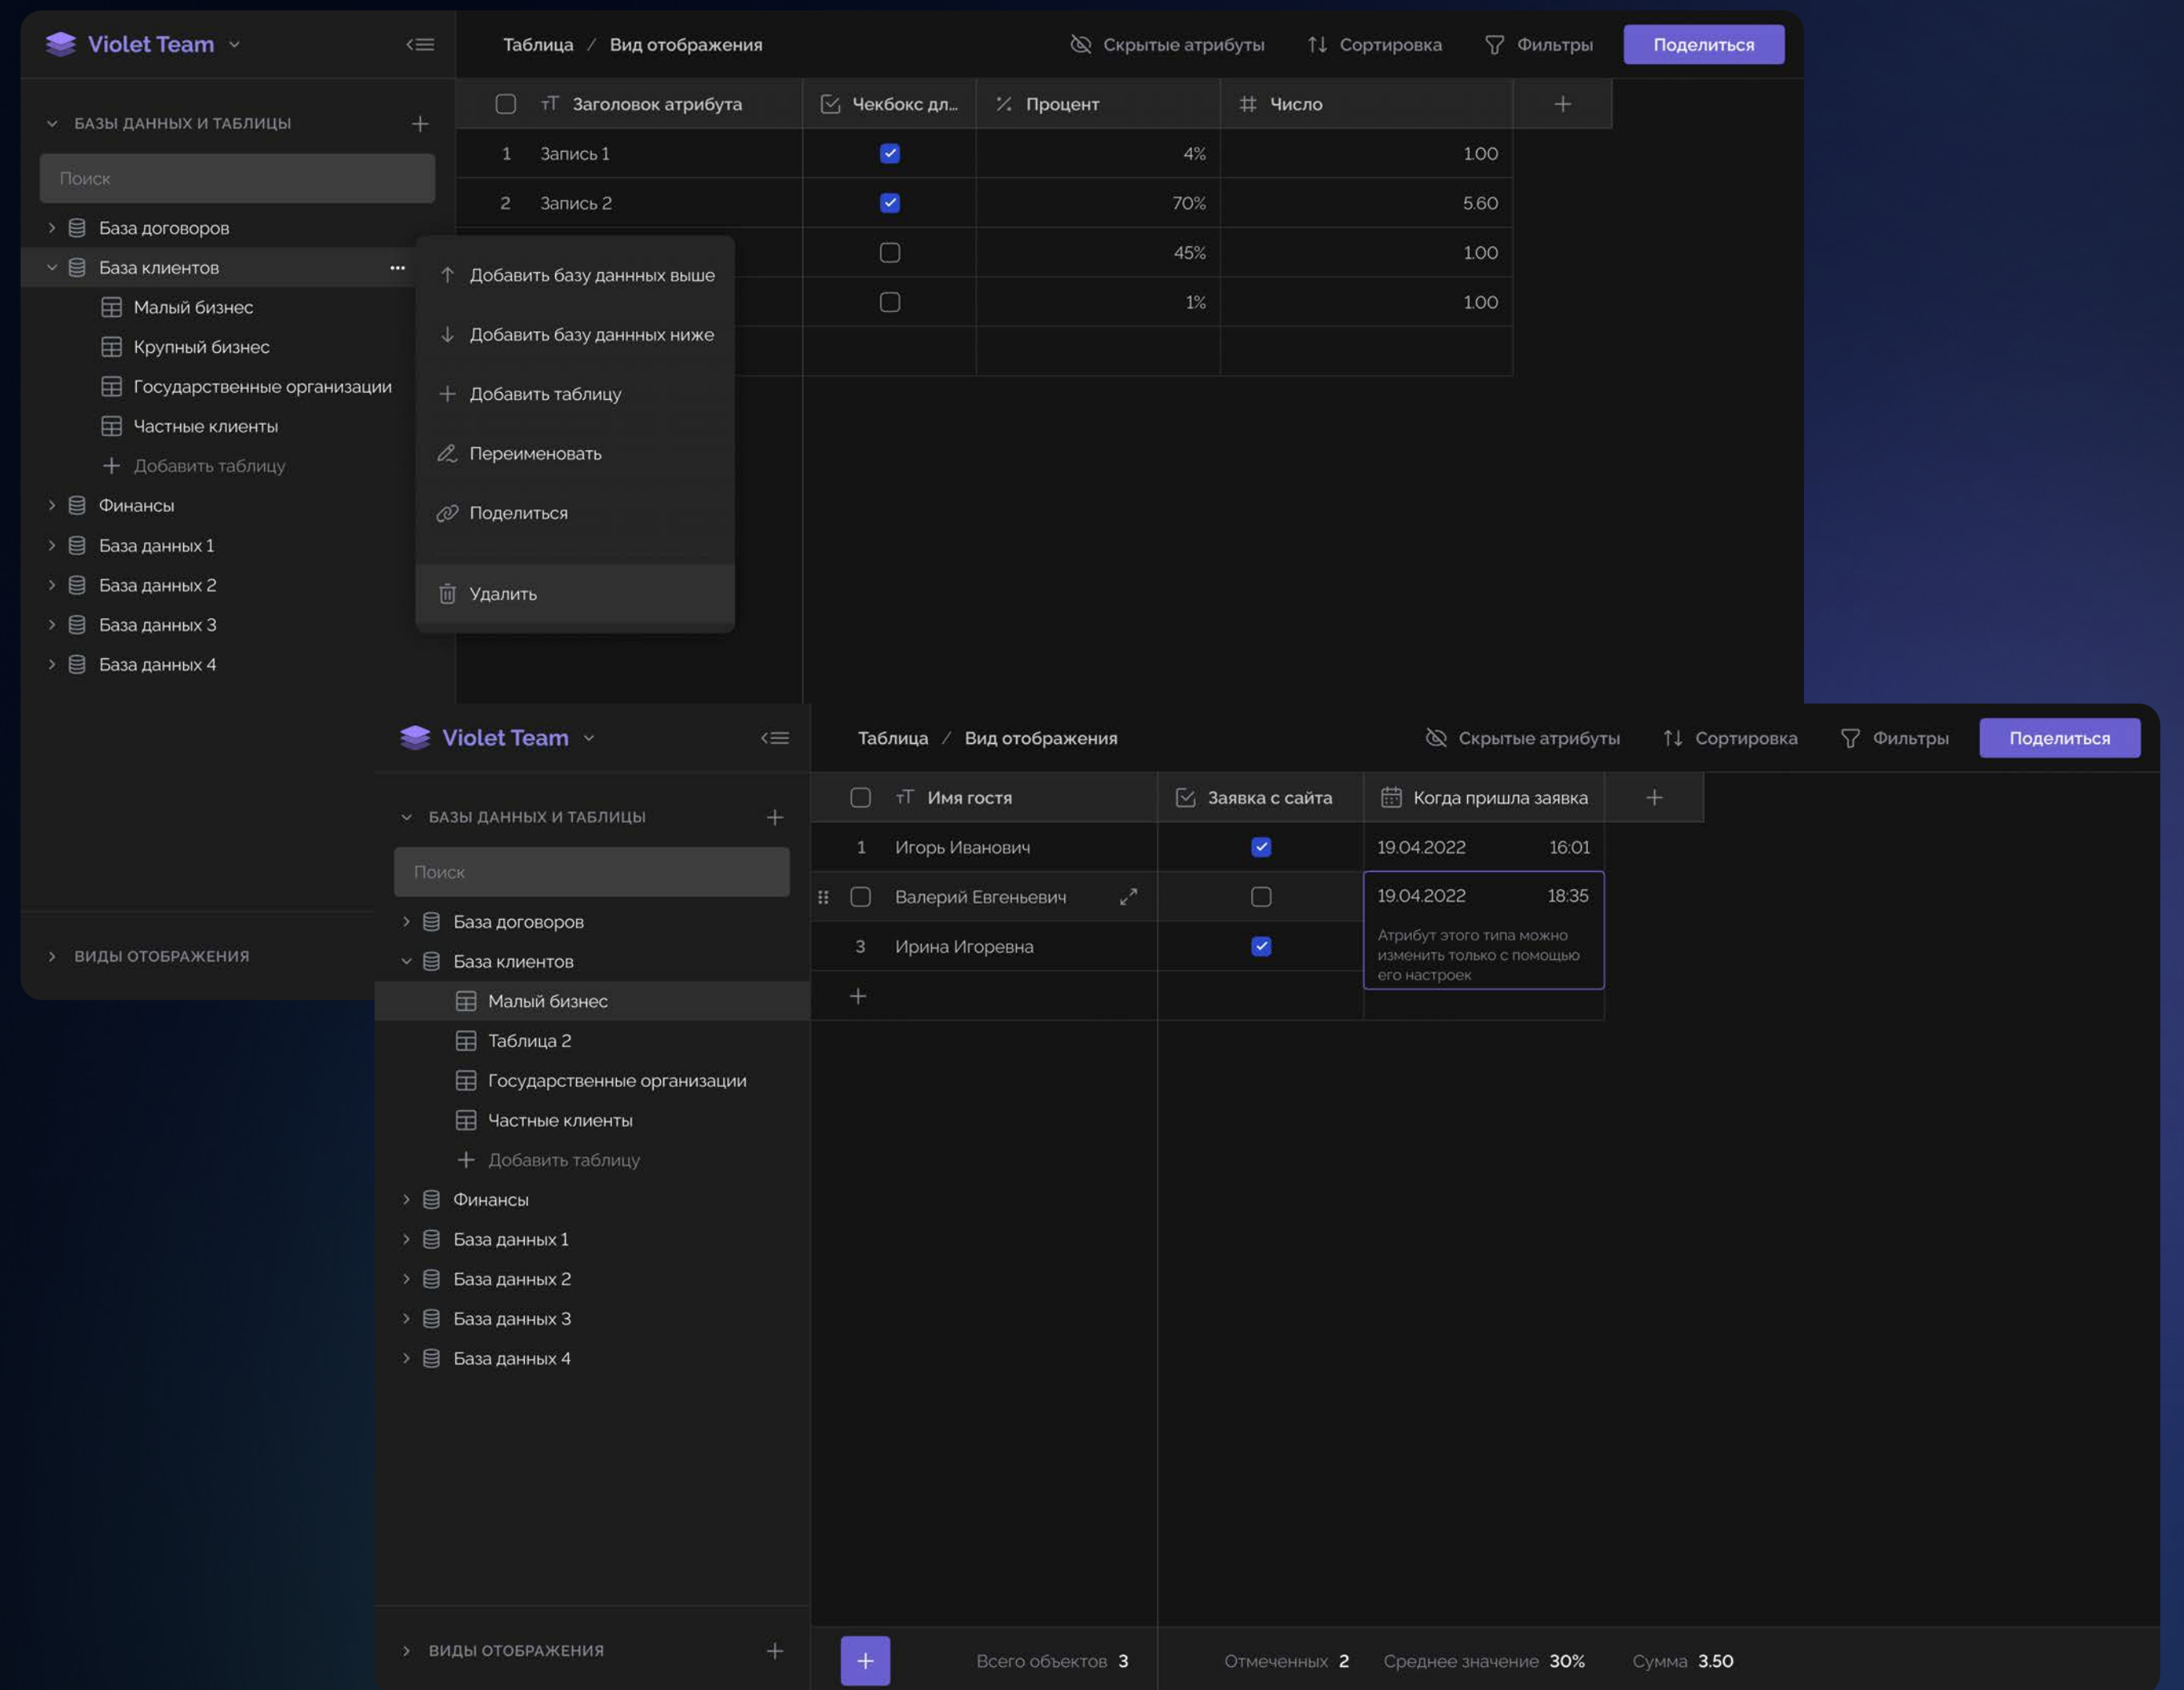 Violet Team
Таблица / Вид отображения
Скрытые атрибуты
Сортировка
Фильтры
Поделиться
БАЗЫ ДАННЫХ И ТАБЛИЦЫ
Поиск
База договоров
База клиентов
Малый бизнес
Крупный бизнес
Государственные организации
Частные клиенты
Добавить таблицу
Финансы
База данных 1
База данных 2
База данных 3
База данных 4
ВИДЫ ОТОБРАЖЕНИЯ
Заголовок атрибута
Чекбокс дл...
Процент
Число
1 Запись 1 4% 1.00
2 Запись 2 70% 5.60
45% 1.00
1% 1.00
Добавить базу даннных выше
Добавить базу даннных ниже
Добавить таблицу
Переименовать
Поделиться
Удалить
Violet Team
Таблица / Вид отображения
Скрытые атрибуты
Сортировка
Фильтры
Поделиться
БАЗЫ ДАННЫХ И ТАБЛИЦЫ
Поиск
База договоров
База клиентов
Малый бизнес
Таблица 2
Государственные организации
Частные клиенты
Добавить таблицу
Финансы
База данных 1
База данных 2
База данных 3
База данных 4
ВИДЫ ОТОБРАЖЕНИЯ
Имя гостя
Заявка с сайта
Когда пришла заявка
1 Игорь Иванович 19.04.2022 16:01
Валерий Евгеньевич 19.04.2022 18:35
Атрибут этого типа можно
изменить только с помощью
его настроек
3 Ирина Игоревна
Всего объектов 3
Отмеченных 2
Среднее значение 30%
Сумма 3.50